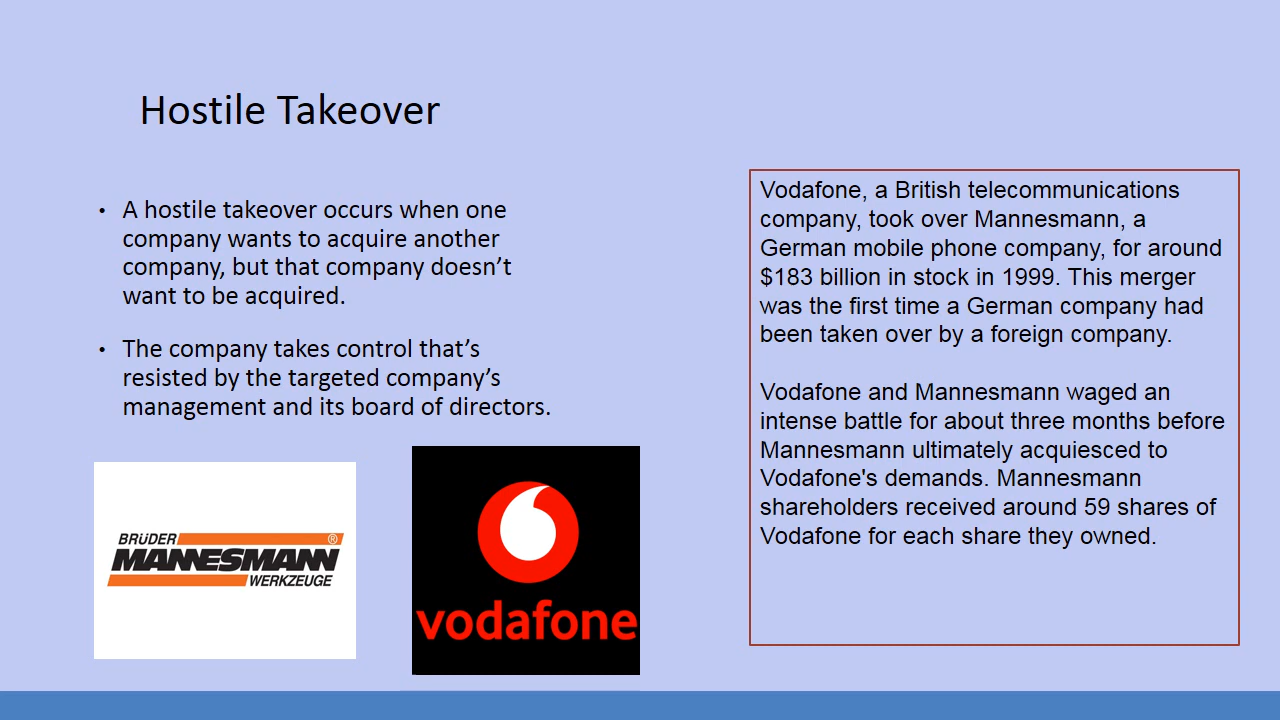 Hostile Takeover
• A hostile takeover occurs when one
company wants to acquire another
company, but that company doesn’t
want to be acquired.
• The company takes control that’s
resisted by the targeted company’s
management and its board of directors.
BRÜDER
MANNESMANN®
WERKZEUGE
vodafone
Vodafone, a British telecommunications
company, took over Mannesmann, a
German mobile phone company, for around
$183 billion in stock in 1999. This merger
was the first time a German company had
been taken over by a foreign company.
Vodafone and Mannesmann waged an
intense battle for about three months before
Mannesmann ultimately acquiesced to
Vodafone's demands. Mannesmann
shareholders received around 59 shares of
Vodafone for each share they owned.